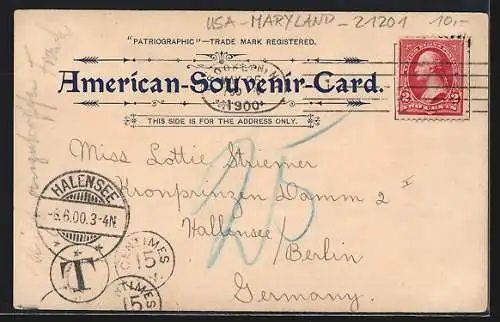 USA-MARYLAND-21201 10,-
"PATRIOGRAPHIC"—TRADE MARK REGISTERED.
American-Souvenir-Card.
1900
THIS SIDE IS FOR THE ADDRESS ONLY.
2 2
Miss Lottie Striemer
Kronprinzen Damm 2 I
Hallensee/
Berlin
Germany.
25
HALENSEE
-6.6.00.3-4N
T
CENTIMES
15
CENTIMES
15